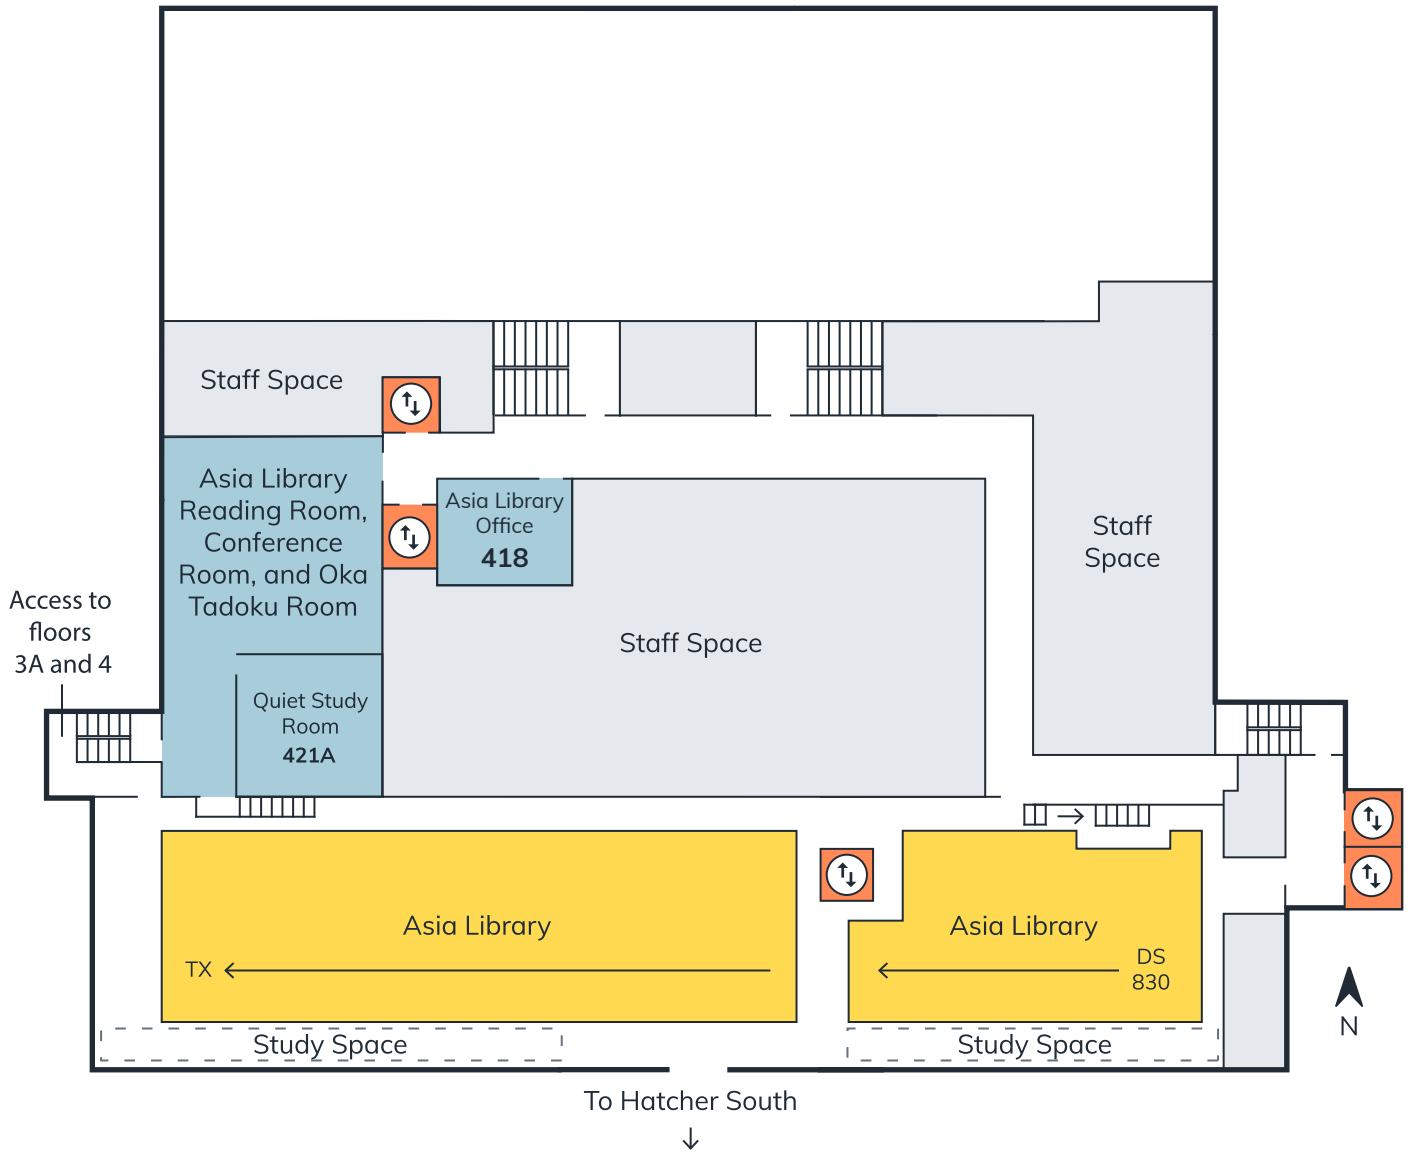 Staff Space
Asia Library
Reading Room,
Conference
Room, and Oka
Tadoku Room
Asia Library
Office
418
Staff
Space
Access to
floors
3A and 4
Staff Space
Quiet Study
Room
421A
Asia Library
TX
Asia Library
DS
830
Study Space
Study Space
N
To Hatcher South